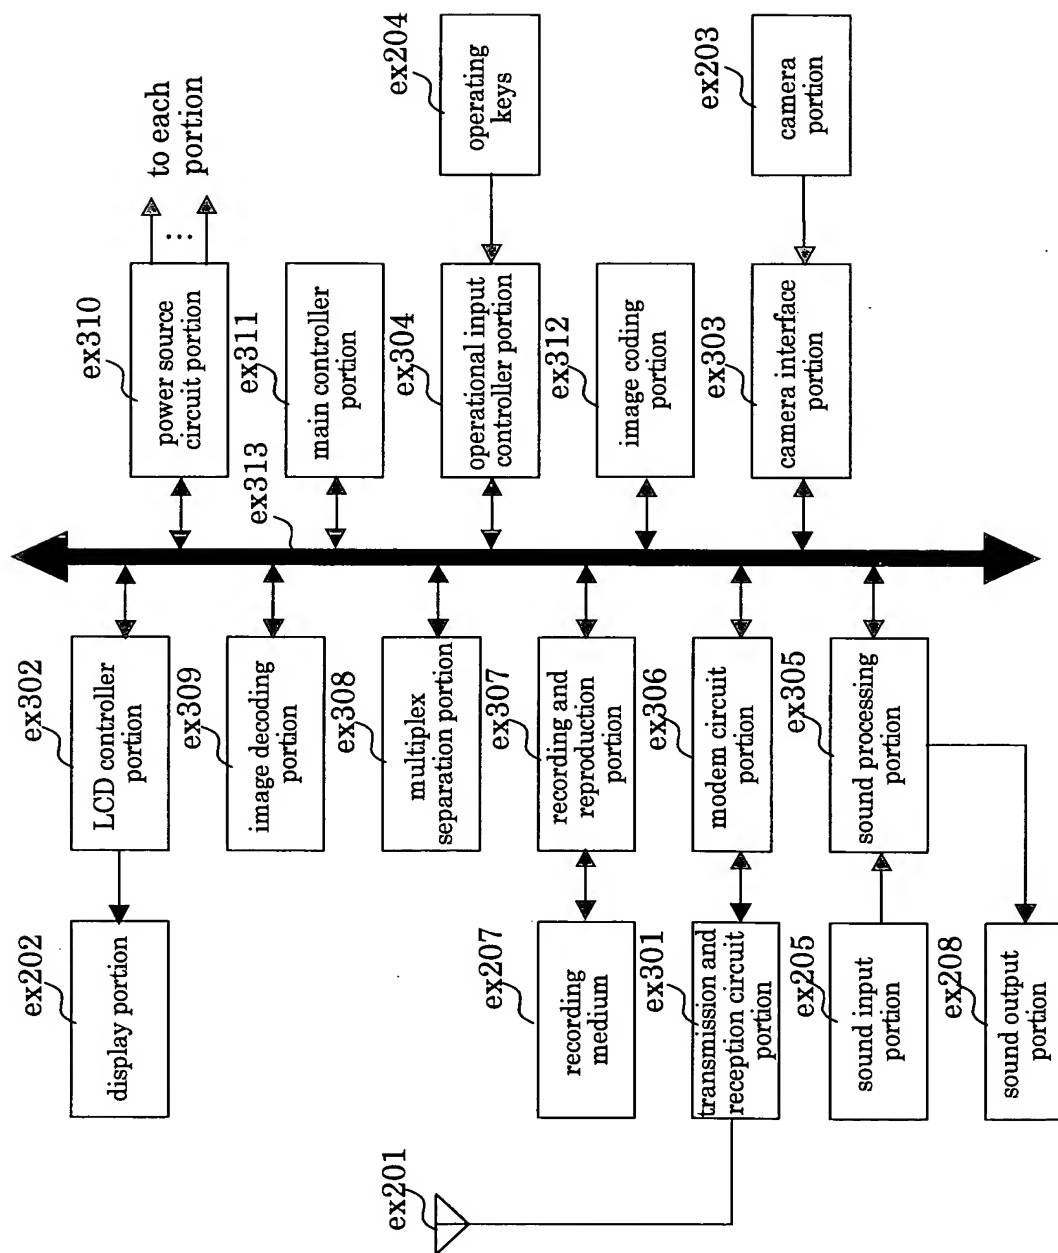 ex202
display portion
ex302
LCD controller
portion
ex310
power source
circuit portion
to each
portion
...
ex309
image decoding
portion
ex313
ex311
main controller
portion
ex308
multiplex
separation portion
ex304
operational input
controller portion
ex204
operating
keys
ex201
ex207
recording
medium
ex307
recording and
reproduction
portion
ex312
image coding
portion
ex301
transmission and
reception circuit
portion
ex306
modem circuit
portion
ex303
camera interface
portion
ex203
camera
portion
ex205
sound input
portion
ex305
sound processing
portion
ex208
sound output
portion